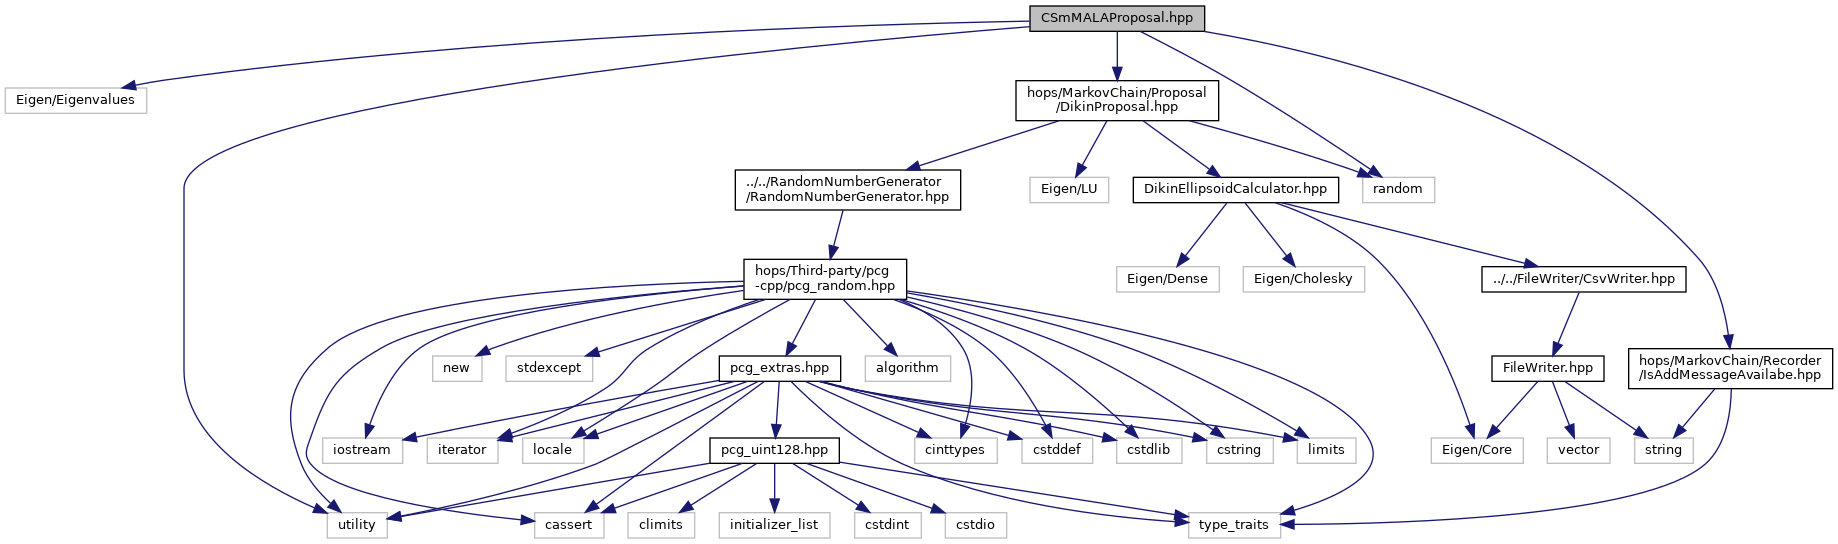 CSmMALAProposal.hpp
Eigen/Eigenvalues
hops/MarkovChain/Proposal
/DikinProposal.hpp
../../RandomNumberGenerator
/RandomNumberGenerator.hpp
Eigen/LU
DikinEllipsoidCalculator.hpp
random
hops/Third-party/pcg
-cpp/pcg_random.hpp
Eigen/Dense
Eigen/Cholesky
../../FileWriter/CsvWriter.hpp
new
stdexcept
pcg_extras.hpp
algorithm
FileWriter.hpp
hops/MarkovChain/Recorder
/IsAddMessageAvailabe.hpp
iostream
iterator
locale
pcg_uint128.hpp
cinttypes
cstddef
cstdlib
cstring
limits
Eigen/Core
vector
string
utility
cassert
climits
initializer_list
cstdint
cstdio
type_traits